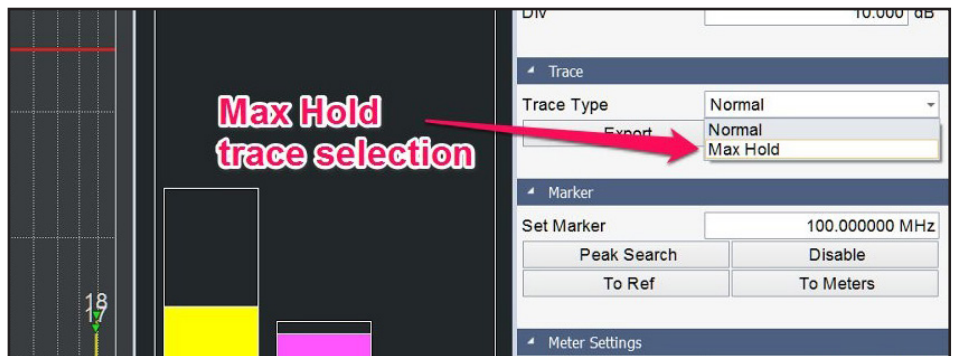 Div 10.000 dB
Trace
Trace Type Normal
Export Normal
Max Hold
Max Hold
trace selection
Marker
Set Marker 100.000000 MHz
Peak Search Disable
To Ref To Meters
Meter Settings
18
17